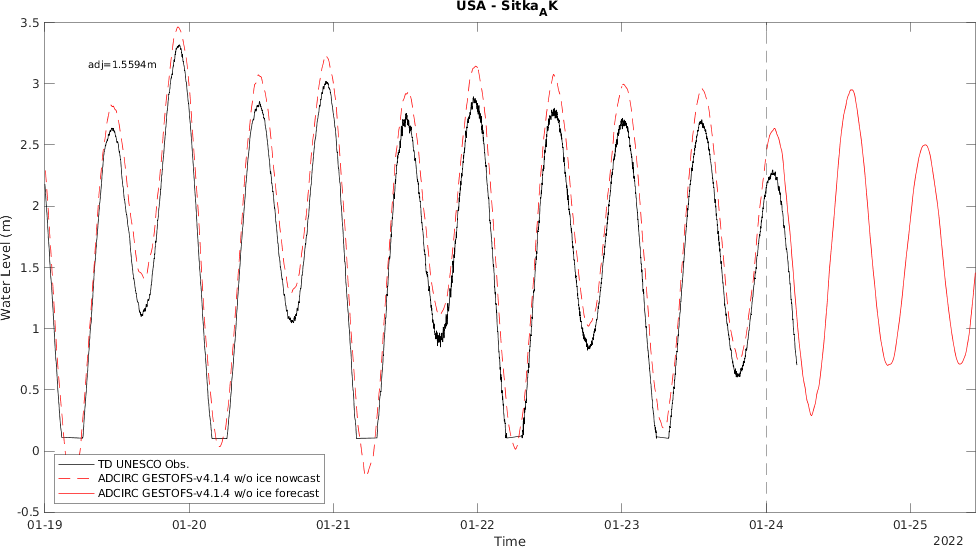 USA - Sitka_AK
3.5
adj=1.5594m
3
2.5
2
1.5
1
0.5
0
-0.5
Water Level (m)
TD UNESCO Obs.
ADCIRC GESTOFS-v4.1.4 w/o ice nowcast
ADCIRC GESTOFS-v4.1.4 w/o ice forecast
01-19 01-20 01-21 01-22 01-23 01-24 01-25
Time
2022